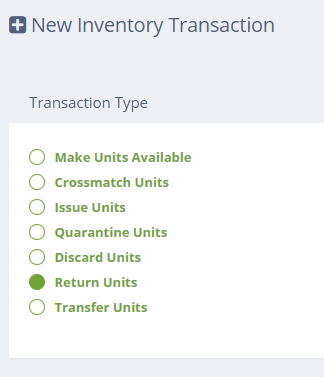 New Inventory Transaction
Transaction Type
Make Units Available
Crossmatch Units
Issue Units
Quarantine Units
Discard Units
Return Units
Transfer Units